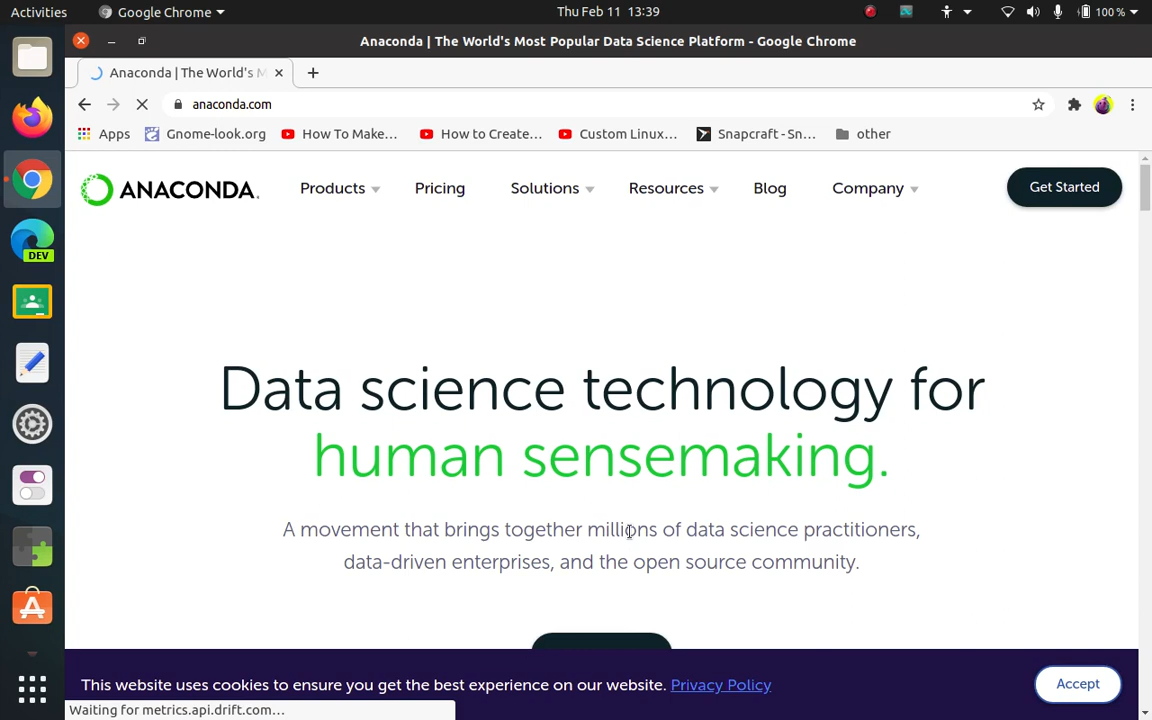 Activities Google Chrome Thu Feb 11 13:39 100 %
Anaconda | The World's Most Popular Data Science Platform - Google Chrome
Anaconda | The World's M
anaconda.com
Apps Gnome-look.org How To Make... How to Create... Custom Linux... Snapcraft - Sn... other
ANACONDA. Products Pricing Solutions Resources Blog Company Get Started
DEV
Data science technology for
human sensemaking.
A movement that brings together millions of data science practitioners,
data-driven enterprises, and the open source community.
This website uses cookies to ensure you get the best experience on our website. Privacy Policy Accept
Waiting for metrics.api.drift.com...